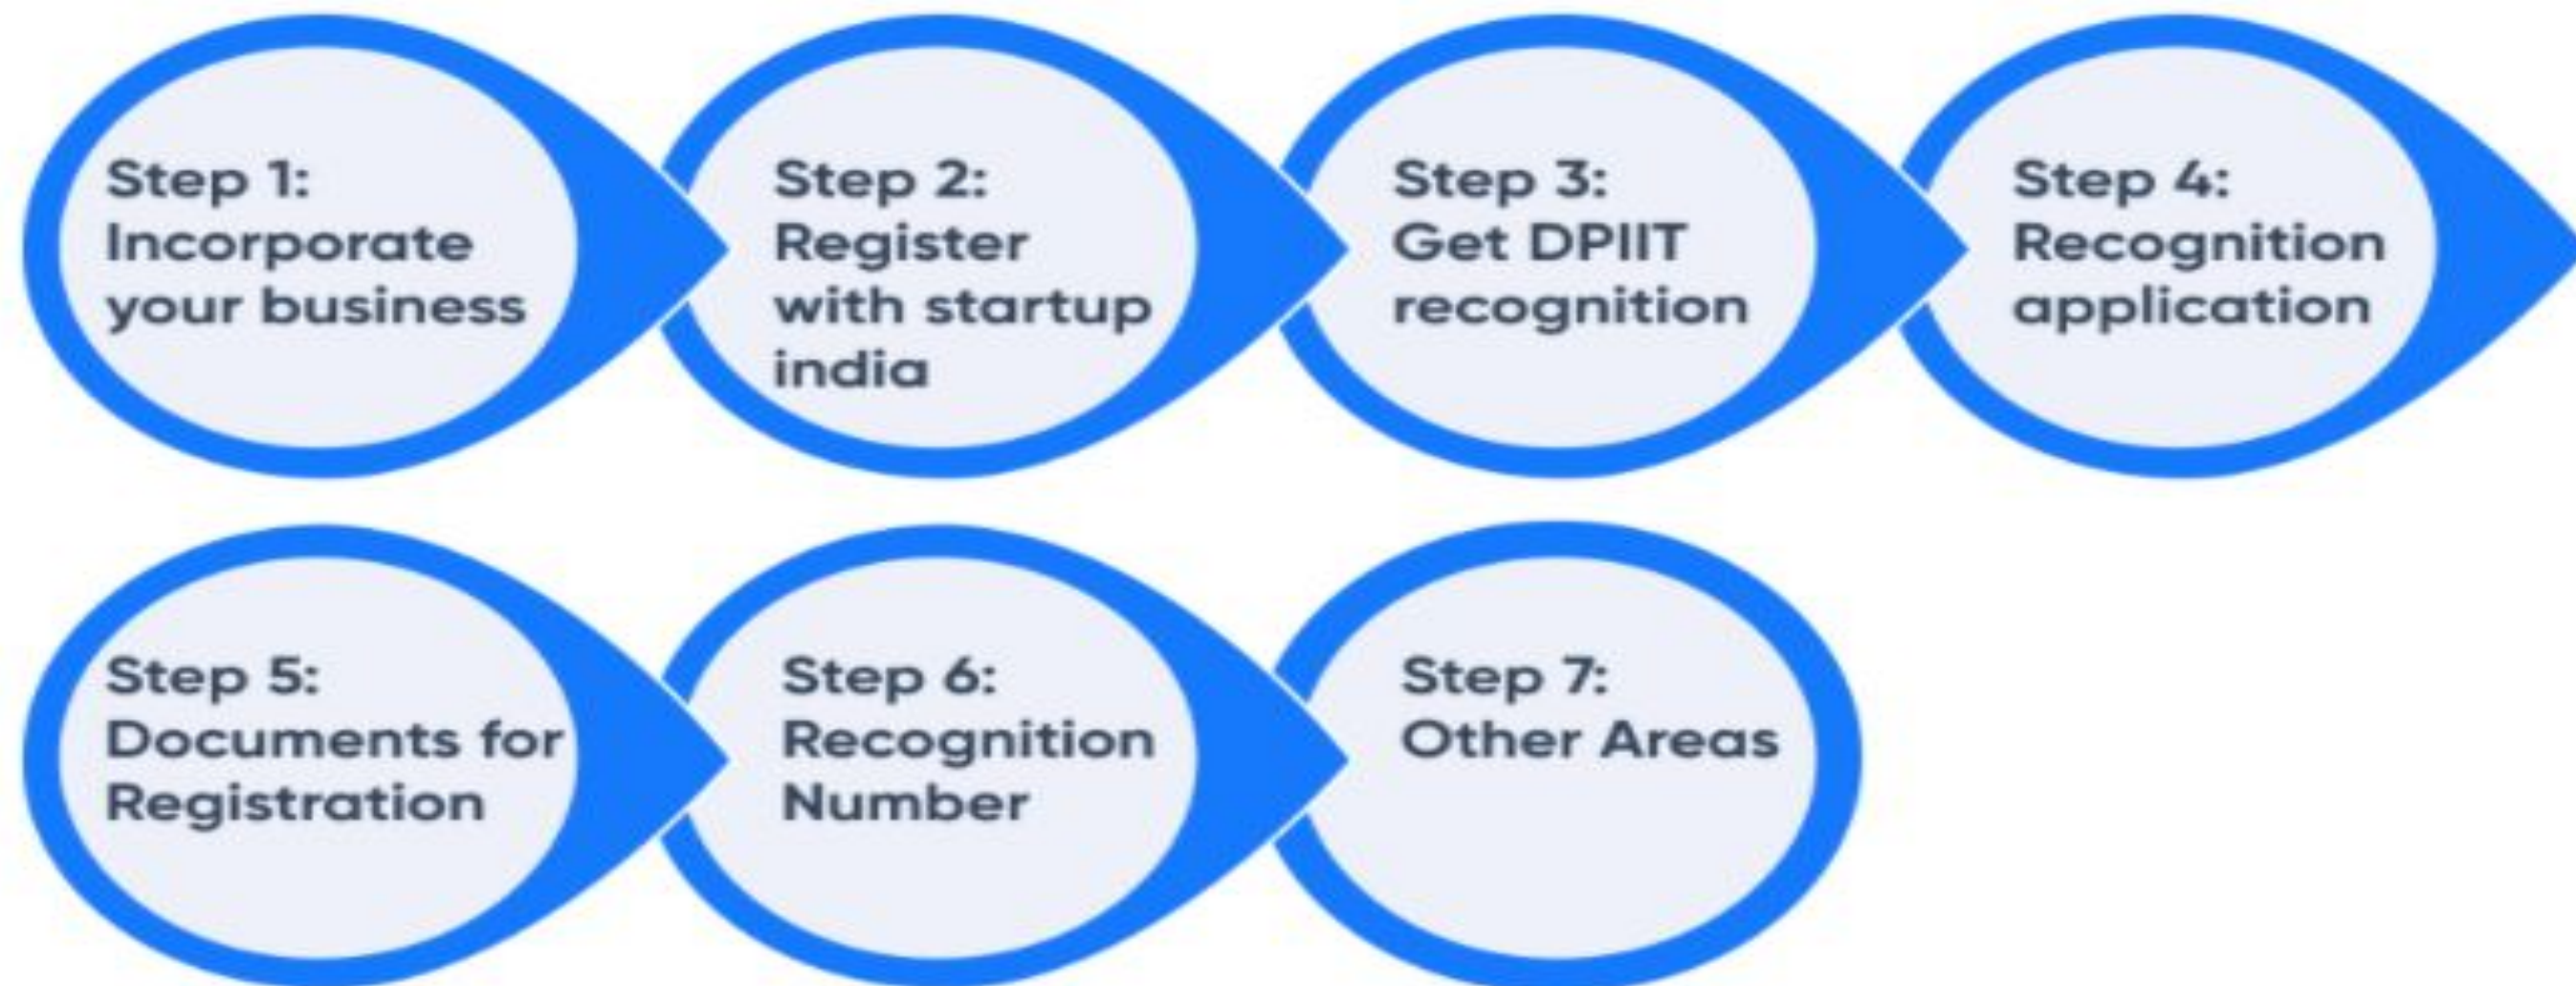 Step 1:
Incorporate
your business
Step 2:
Register
with startup
india
Step 3:
Get DPIIT
recognition
Step 4:
Recognition
application
Step 5:
Documents for
Registration
Step 6:
Recognition
Number
Step 7:
Other Areas